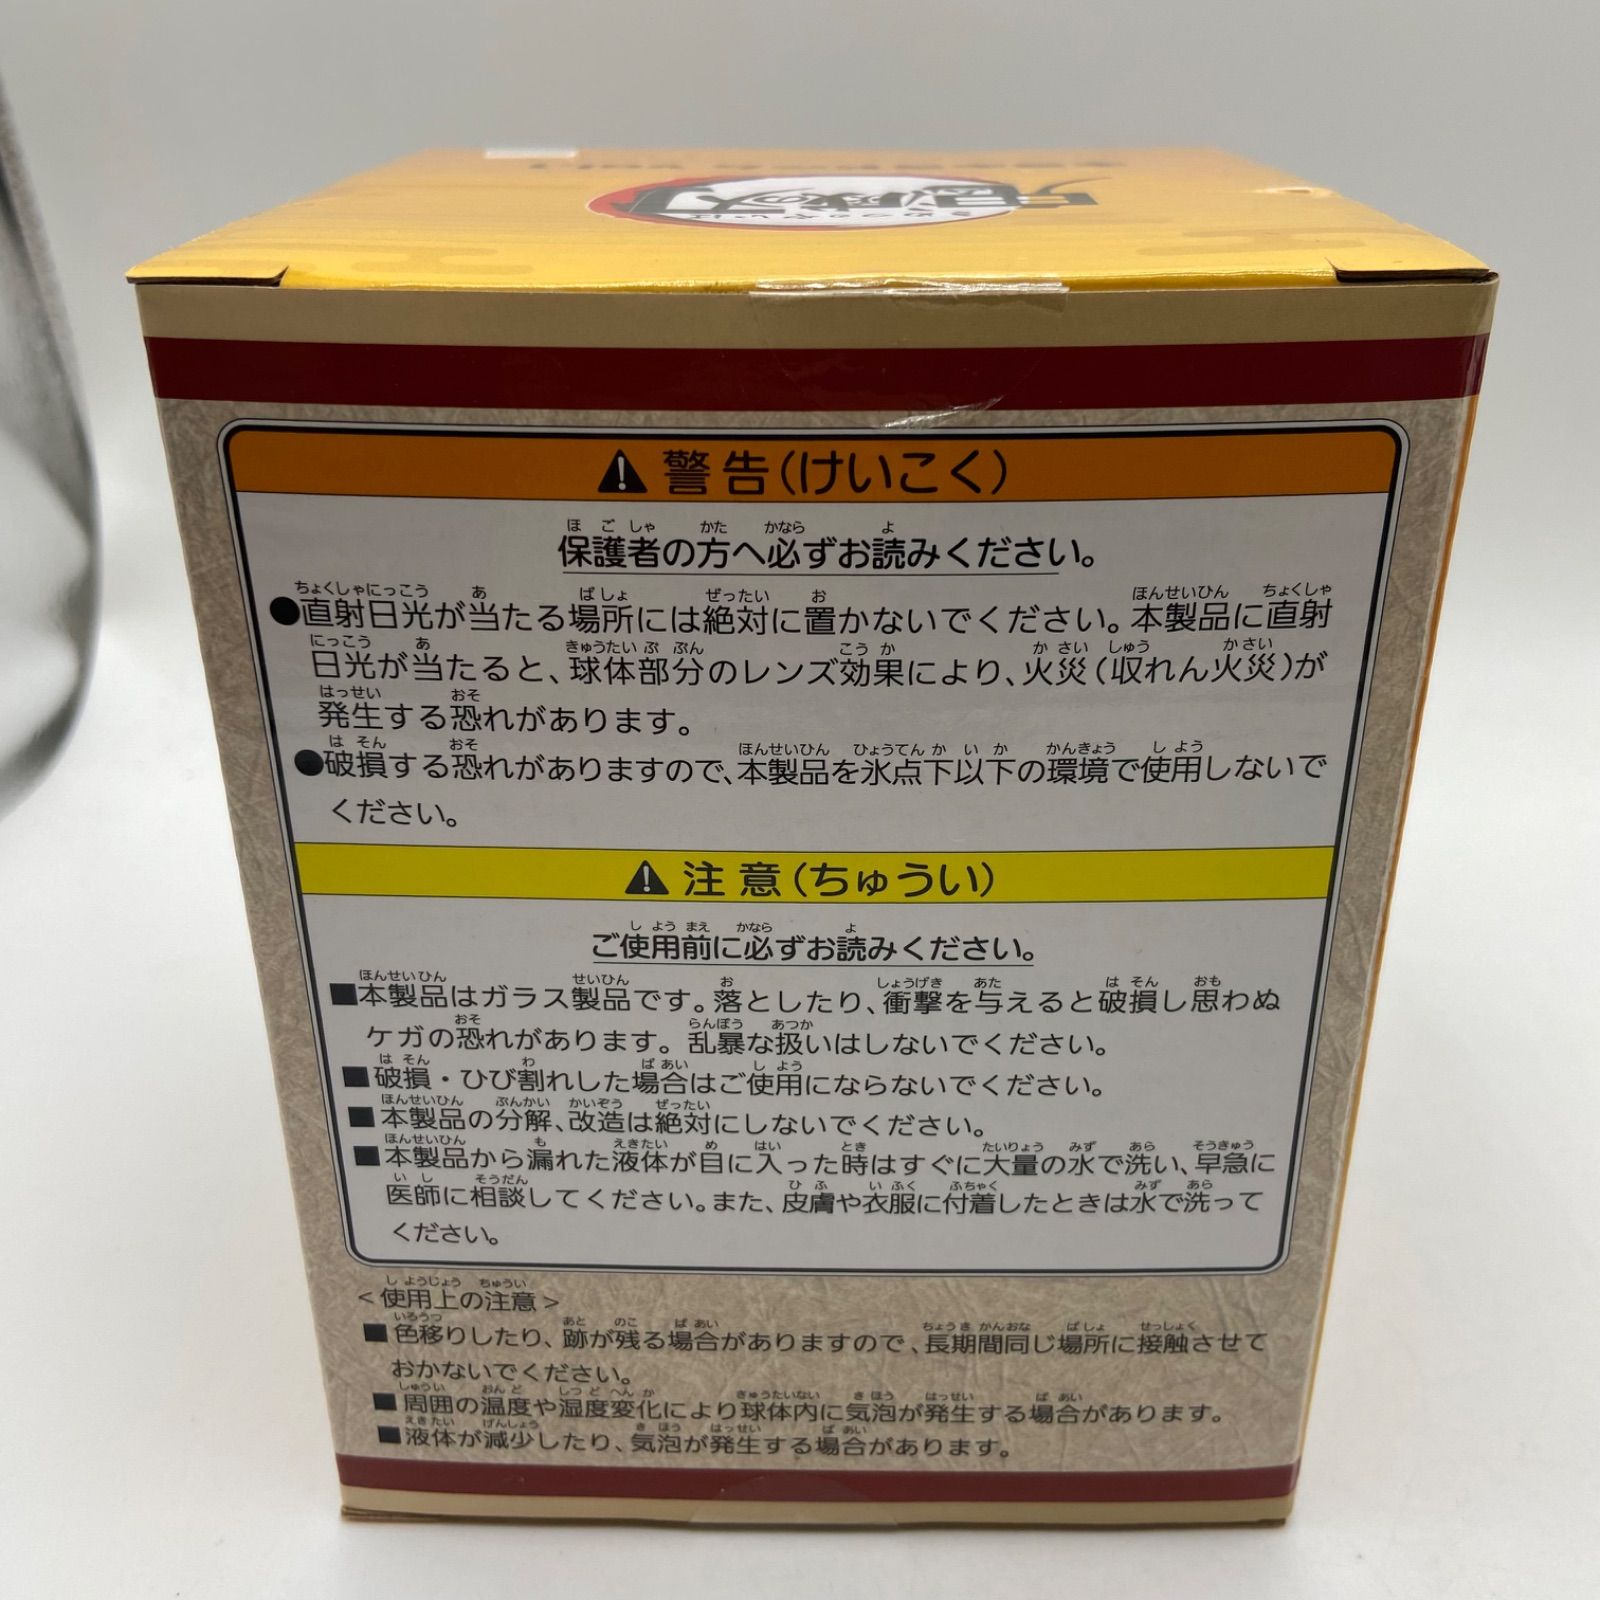 鬼滅の刃
きめつのやいば
警告(けいこく)
保護者の方へ必ずお読みください。
●直射日光が当たる場所には絶対に置かないでください。本製品に直射
日光が当たると、球体部分のレンズ効果により、火災(収れん火災)が
発生する恐れがあります。
●破損する恐れがありますので、本製品を氷点下以下の環境で使用しないで
ください。
注意(ちゅうい)
ご使用前に必ずお読みください。
■本製品はガラス製品です。落としたり、衝撃を与えると破損し思わぬ
ケガの恐れがあります。乱暴な扱いはしないでください。
■破損・ひび割れした場合はご使用にならないでください。
■本製品の分解、改造は絶対にしないでください。
■本製品から漏れた液体が目に入った時はすぐに大量の水で洗い、早急に
医師に相談してください。また、皮膚や衣服に付着したときは水で洗って
ください。
<使用上の注意>
■色移りしたり、跡が残る場合がありますので、長期間同じ場所に接触させて
おかないでください。
■周囲の温度や湿度変化により球体内に気泡が発生する場合があります。
■液体が減少したり、気泡が発生する場合があります。